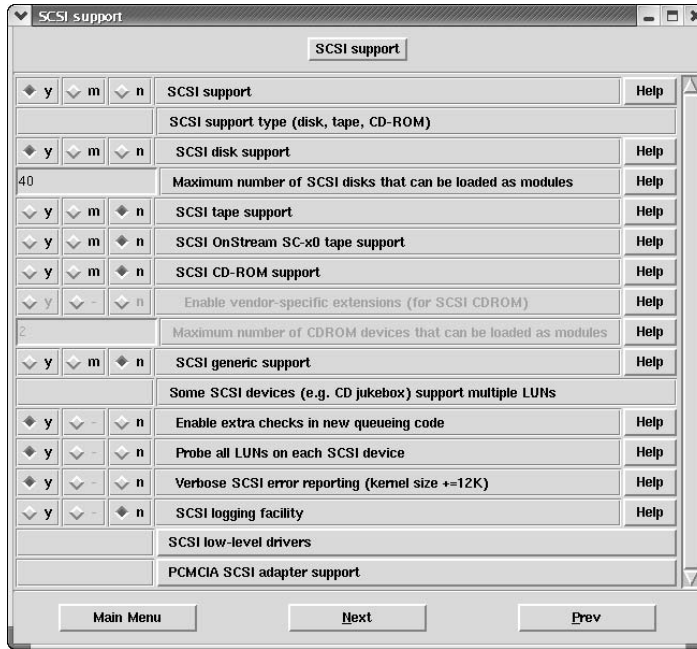 SCSI support
SCSI support
y m n SCSI support Help
SCSI support type (disk, tape, CD-ROM)
y m n SCSI disk support Help
40 Maximum number of SCSI disks that can be loaded as modules Help
y m n SCSI tape support Help
y m n SCSI OnStream SC-x0 tape support Help
y m n SCSI CD-ROM support Help
y - n Enable vendor-specific extensions (for SCSI CDROM) Help
2 Maximum number of CDROM devices that can be loaded as modules Help
y m n SCSI generic support Help
Some SCSI devices (e.g. CD jukebox) support multiple LUNs
y - n Enable extra checks in new queueing code Help
y - n Probe all LUNs on each SCSI device Help
y - n Verbose SCSI error reporting (kernel size +=12K) Help
y - n SCSI logging facility Help
SCSI low-level drivers
PCMCIA SCSI adapter support
Main Menu Next Prev